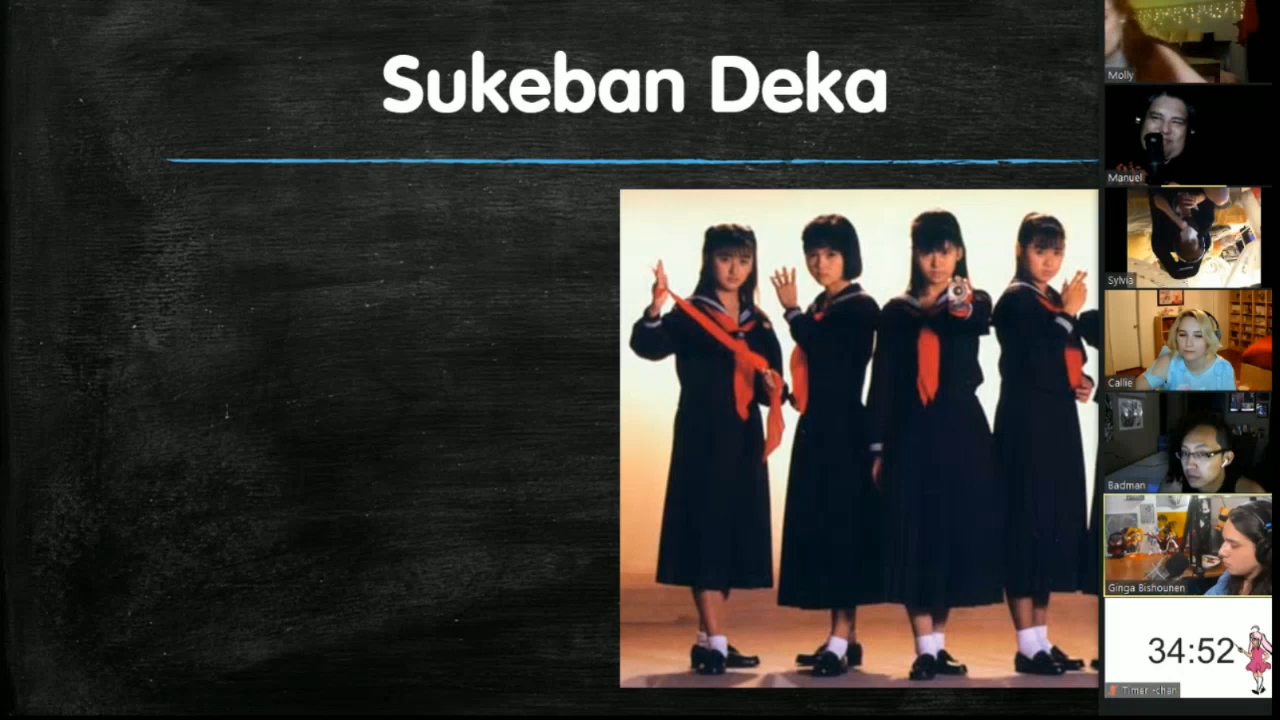 Sukeban Deka
Molly
Manuel
Sylvia
Callie
Badman
Ginga Bishounen
34:52
Timer -chan